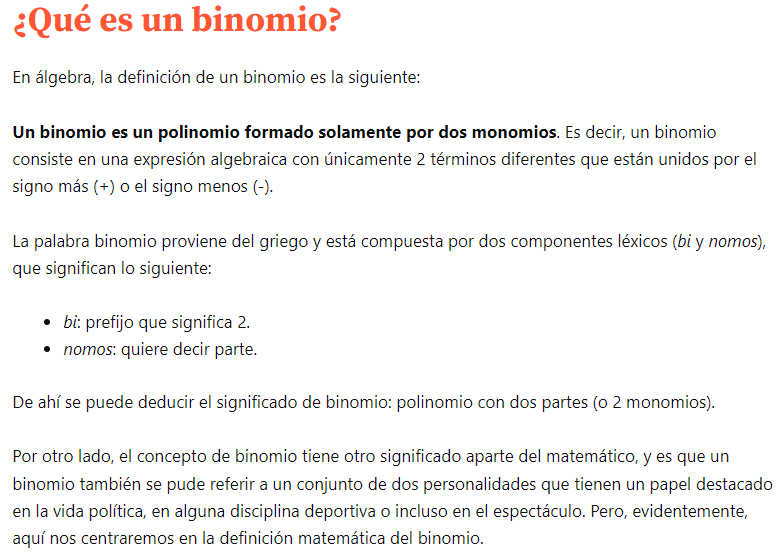 ¿Qué es un binomio?
En álgebra, la definición de un binomio es la siguiente:
Un binomio es un polinomio formado solamente por dos monomios. Es decir, un binomio
consiste en una expresión algebraica con únicamente 2 términos diferentes que están unidos por el
signo más (+) o el signo menos (-).
La palabra binomio proviene del griego y está compuesta por dos componentes léxicos (bi y nomos),
que significan lo siguiente:
• bi: prefijo que significa 2.
• nomos: quiere decir parte.
De ahí se puede deducir el significado de binomio: polinomio con dos partes (o 2 monomios).
Por otro lado, el concepto de binomio tiene otro significado aparte del matemático, y es que un
binomio también se pude referir a un conjunto de dos personalidades que tienen un papel destacado
en la vida política, en alguna disciplina deportiva o incluso en el espectáculo. Pero, evidentemente,
aquí nos centraremos en la definición matemática del binomio.